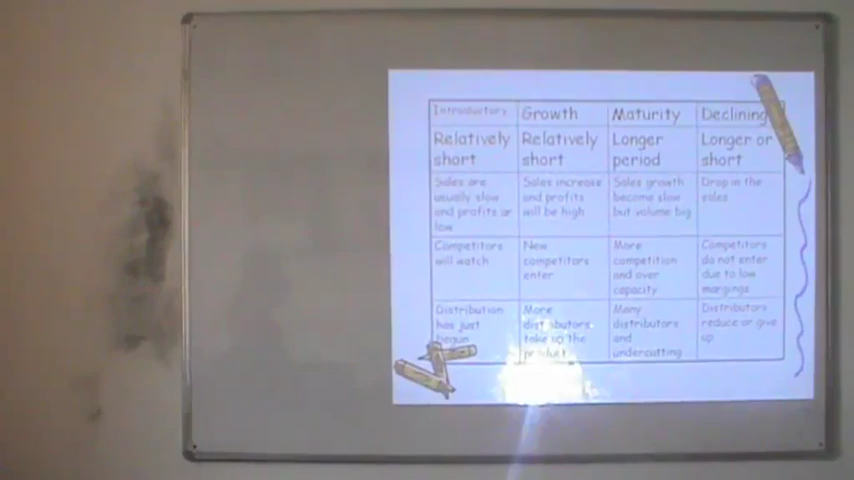 Introductory Growth Maturity Declining
Relatively Relatively Longer Longer or
short short period short
Sales are Sales increase Sales growth Drop in the
usually slow and profits become slow sales
and profits ar will be high but volume big
low
Competitors New More Competitors
will watch competitors competition do not enter
enter and over due to low
capacity margings
Distribution More Many Distributors
has just distributors distributors reduce or give
begun take up the and up
product undercutting